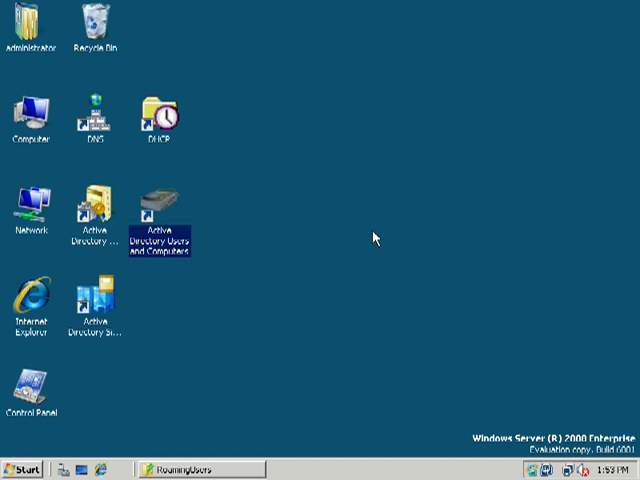 administrator
Recycle Bin
Computer
DNS
DHCP
Network
Active
Directory ...
Active
Directory Users
and Computers
Internet
Explorer
Active
Directory Si...
Control Panel
Windows Server (R) 2008 Enterprise
Evaluation copy. Build 6001
Start
RoamingUsers
1:53 PM